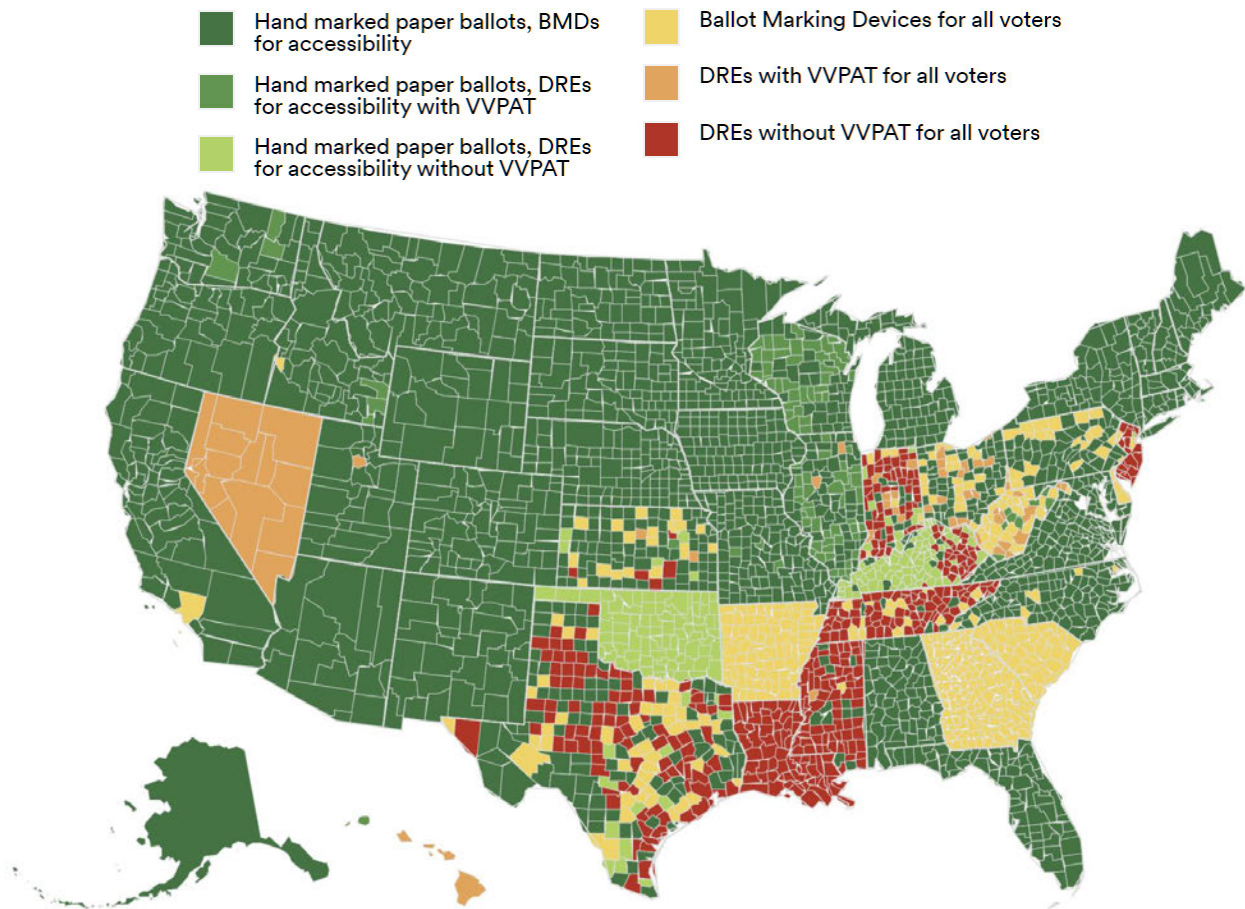 Hand marked paper ballots, BMDs
for accessibility
Hand marked paper ballots, DREs
for accessibility with VVPAT
Hand marked paper ballots, DREs
for accessibility without VVPAT
Ballot Marking Devices for all voters
DREs with VVPAT for all voters
DREs without VVPAT for all voters